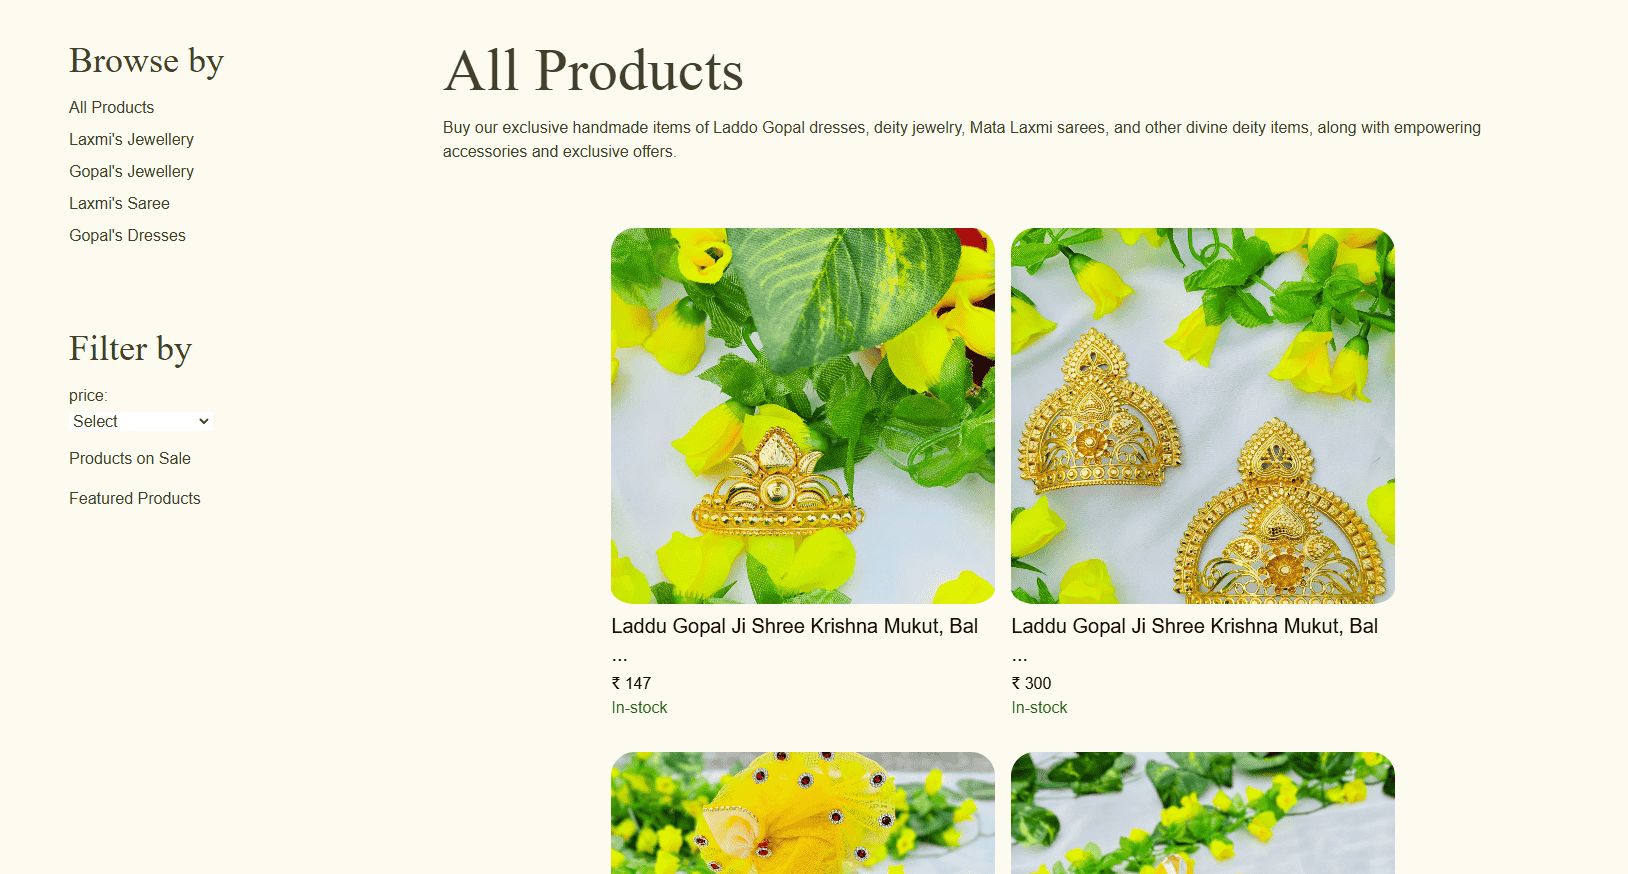 Browse by
All Products
Laxmi's Jewellery
Gopal's Jewellery
Laxmi's Saree
Gopal's Dresses
Filter by
price:
Select
Products on Sale
Featured Products
All Products
Buy our exclusive handmade items of Laddo Gopal dresses, deity jewelry, Mata Laxmi sarees, and other divine deity items, along with empowering
accessories and exclusive offers.
Laddu Gopal Ji Shree Krishna Mukut, Bal
...
₹ 147
In-stock
Laddu Gopal Ji Shree Krishna Mukut, Bal
...
₹ 300
In-stock